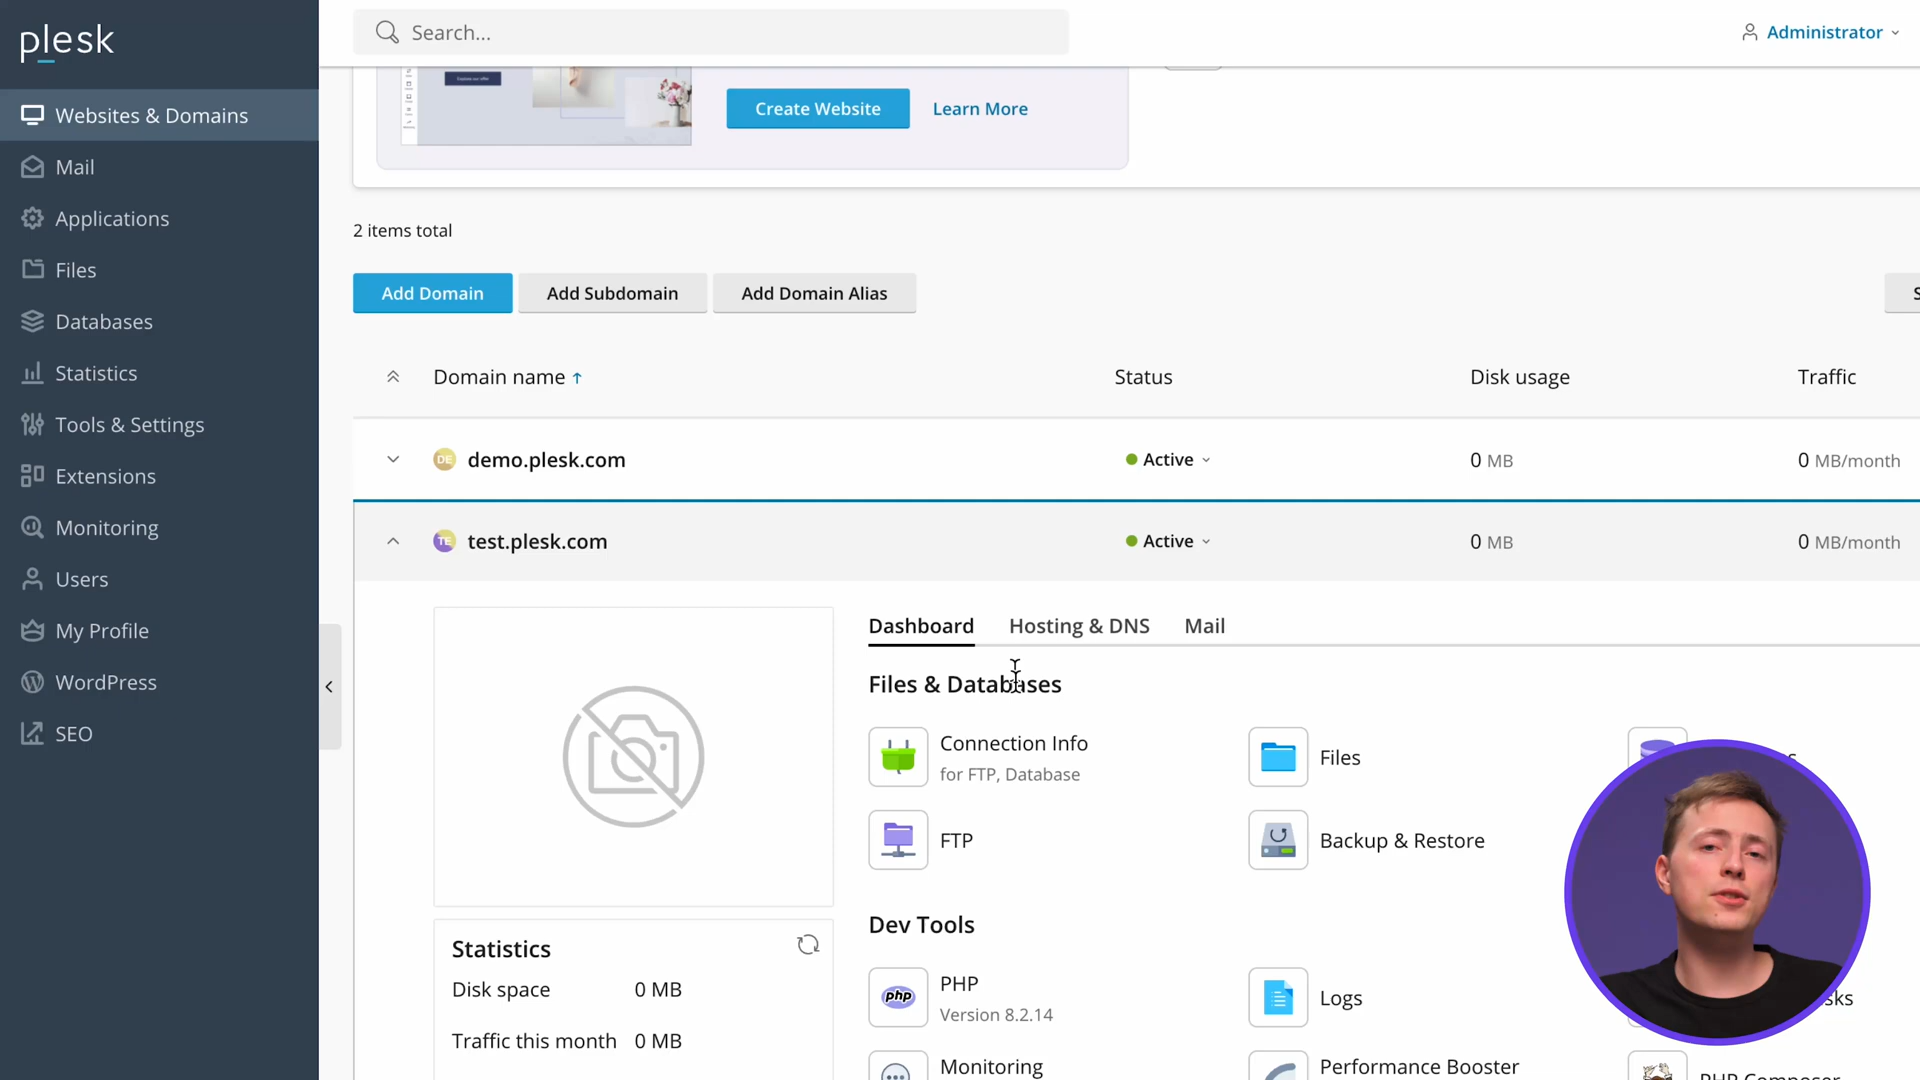 plesk
Search...
Administrator
Websites & Domains
Mail
Applications
Files
Databases
Statistics
Tools & Settings
Extensions
Monitoring
Users
My Profile
WordPress
SEO
Create Website
Learn More
2 items total
Add Domain
Add Subdomain
Add Domain Alias
Domain name
Status
Disk usage
Traffic
DE
demo.plesk.com
Active
0 MB
0 MB/month
TE
test.plesk.com
Active
0 MB
0 MB/month
Dashboard
Hosting & DNS
Mail
Files & Databases
Connection Info
for FTP, Database
Files
FTP
Backup & Restore
Dev Tools
php
PHP
Version 8.2.14
Logs
Monitoring
Performance Booster
PHP Composer
Statistics
Disk space 0 MB
Traffic this month 0 MB